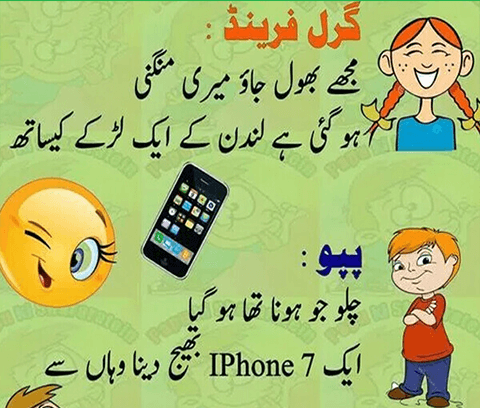 گرل فرینڈ :
مجھے بھول جاؤ میری منگنی
ہو گئی ہے لندن کے ایک لڑکے کیساتھ
پپو :
چلو جو ہونا تھا ہو گیا
ایک IPhone 7 بھیج دینا وہاں سے